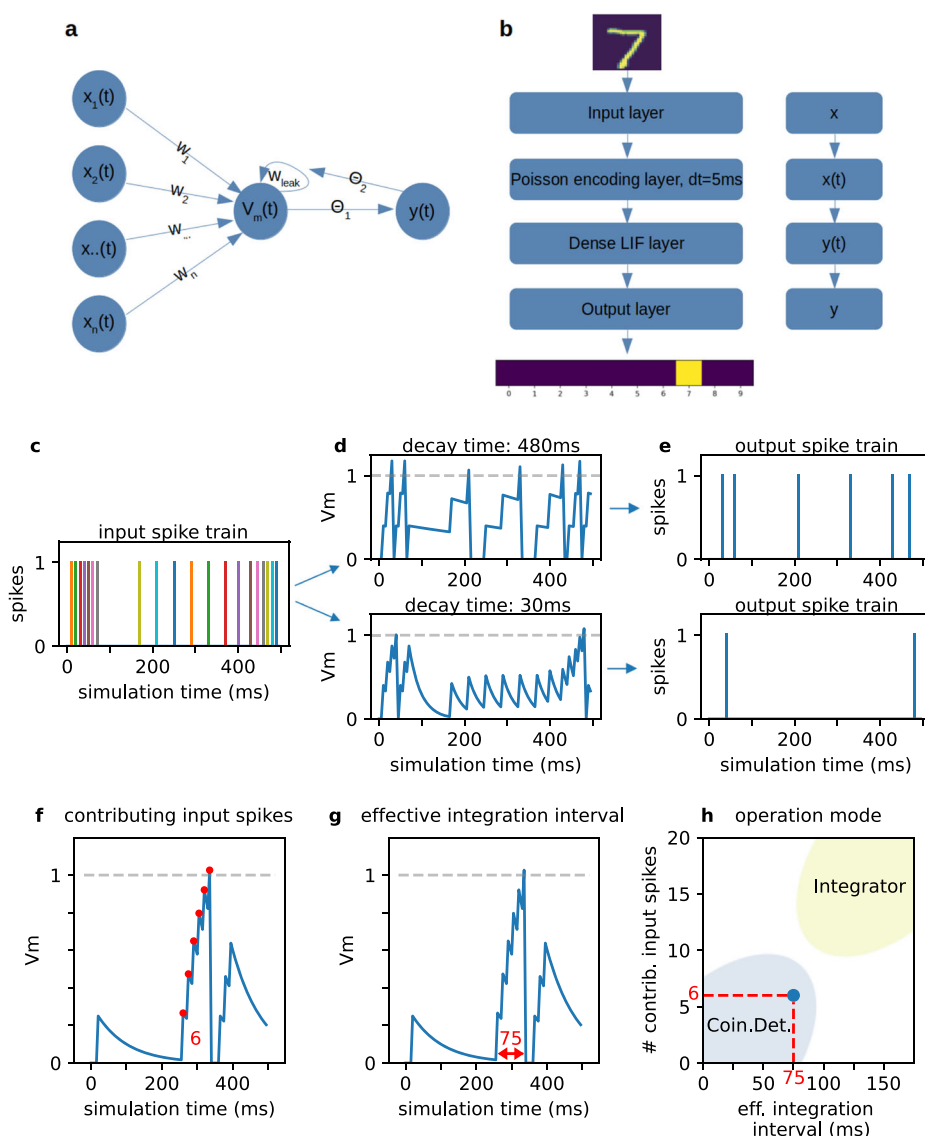 a
x1(t)
x2(t)
x..(t)
xn(t)
w1
w2
w...
wn
wleak
Vm(t)
Θ1
Θ2
y(t)
b
Input layer
Poisson encoding layer, dt=5ms
Dense LIF layer
Output layer
0 1 2 3 4 5 6 7 8 9
x
x(t)
y(t)
y
c
input spike train
spikes
1
0
0 200 400
simulation time (ms)
d
decay time: 480ms
Vm
1
0
0 200 400
decay time: 30ms
Vm
1
0
0 200 400
simulation time (ms)
e
output spike train
spikes
1
0
0 200 400
output spike train
spikes
1
0
0 200 400
simulation time (ms)
f contributing input spikes
Vm
1
0
6
0 200 400
simulation time (ms)
g effective integration interval
1
0
75
0 200 400
simulation time (ms)
h operation mode
# contrib. input spikes
20
15
10
6
5
0
Integrator
Coin.Det.
0 50 75 100 150
eff. integration
interval (ms)